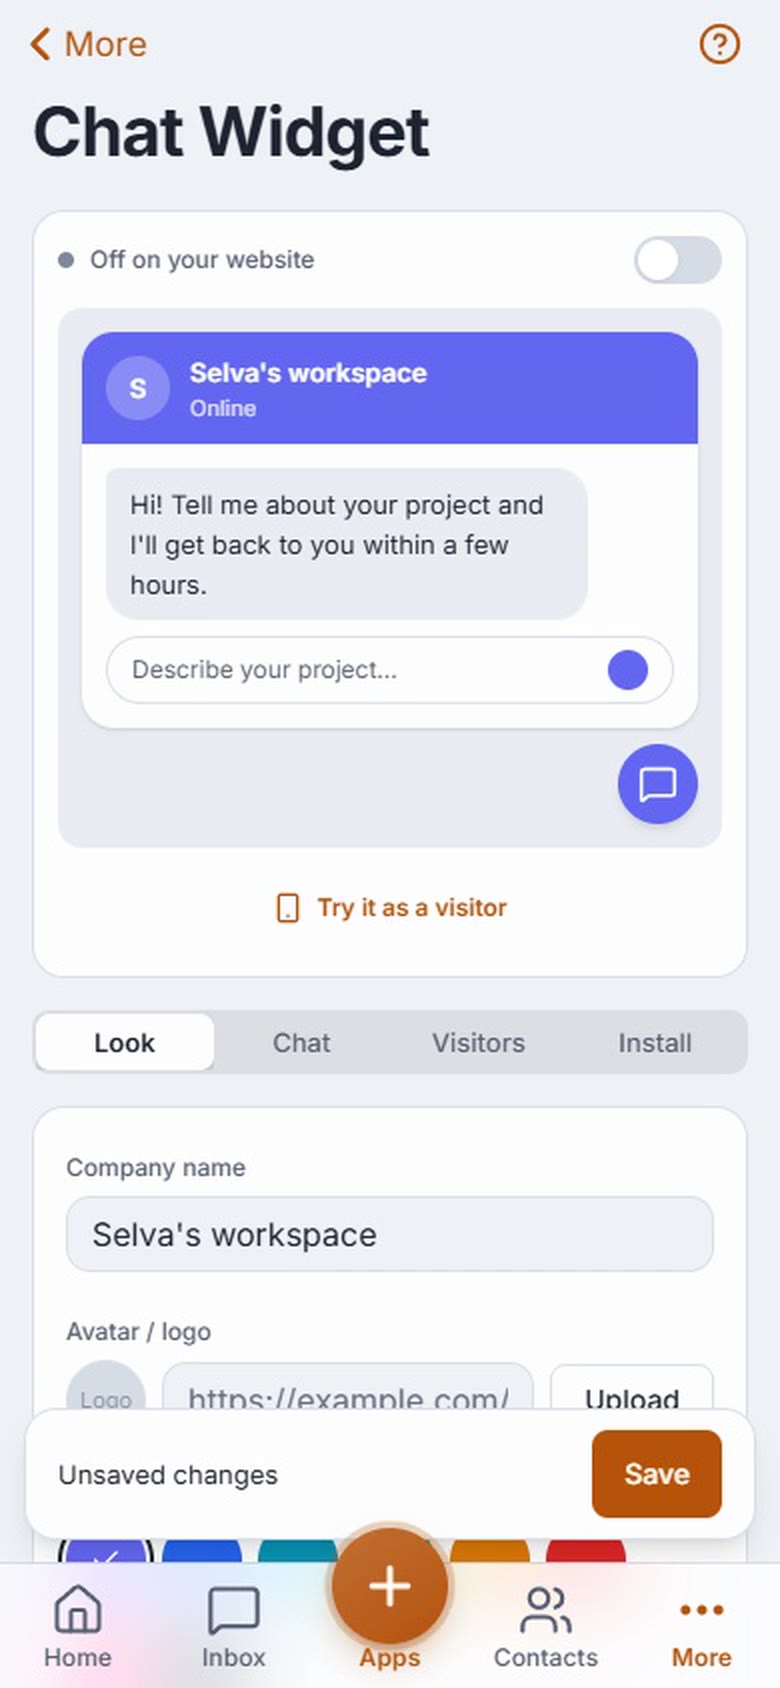 More
Chat Widget
Off on your website
S
Selva's workspace
Online
Hi! Tell me about your project and
I'll get back to you within a few
hours.
Describe your project...
Try it as a visitor
Look
Chat
Visitors
Install
Company name
Selva's workspace
Avatar / logo
Logo
https://example.com/
Upload
Unsaved changes
Save
Home
Inbox
Apps
Contacts
More